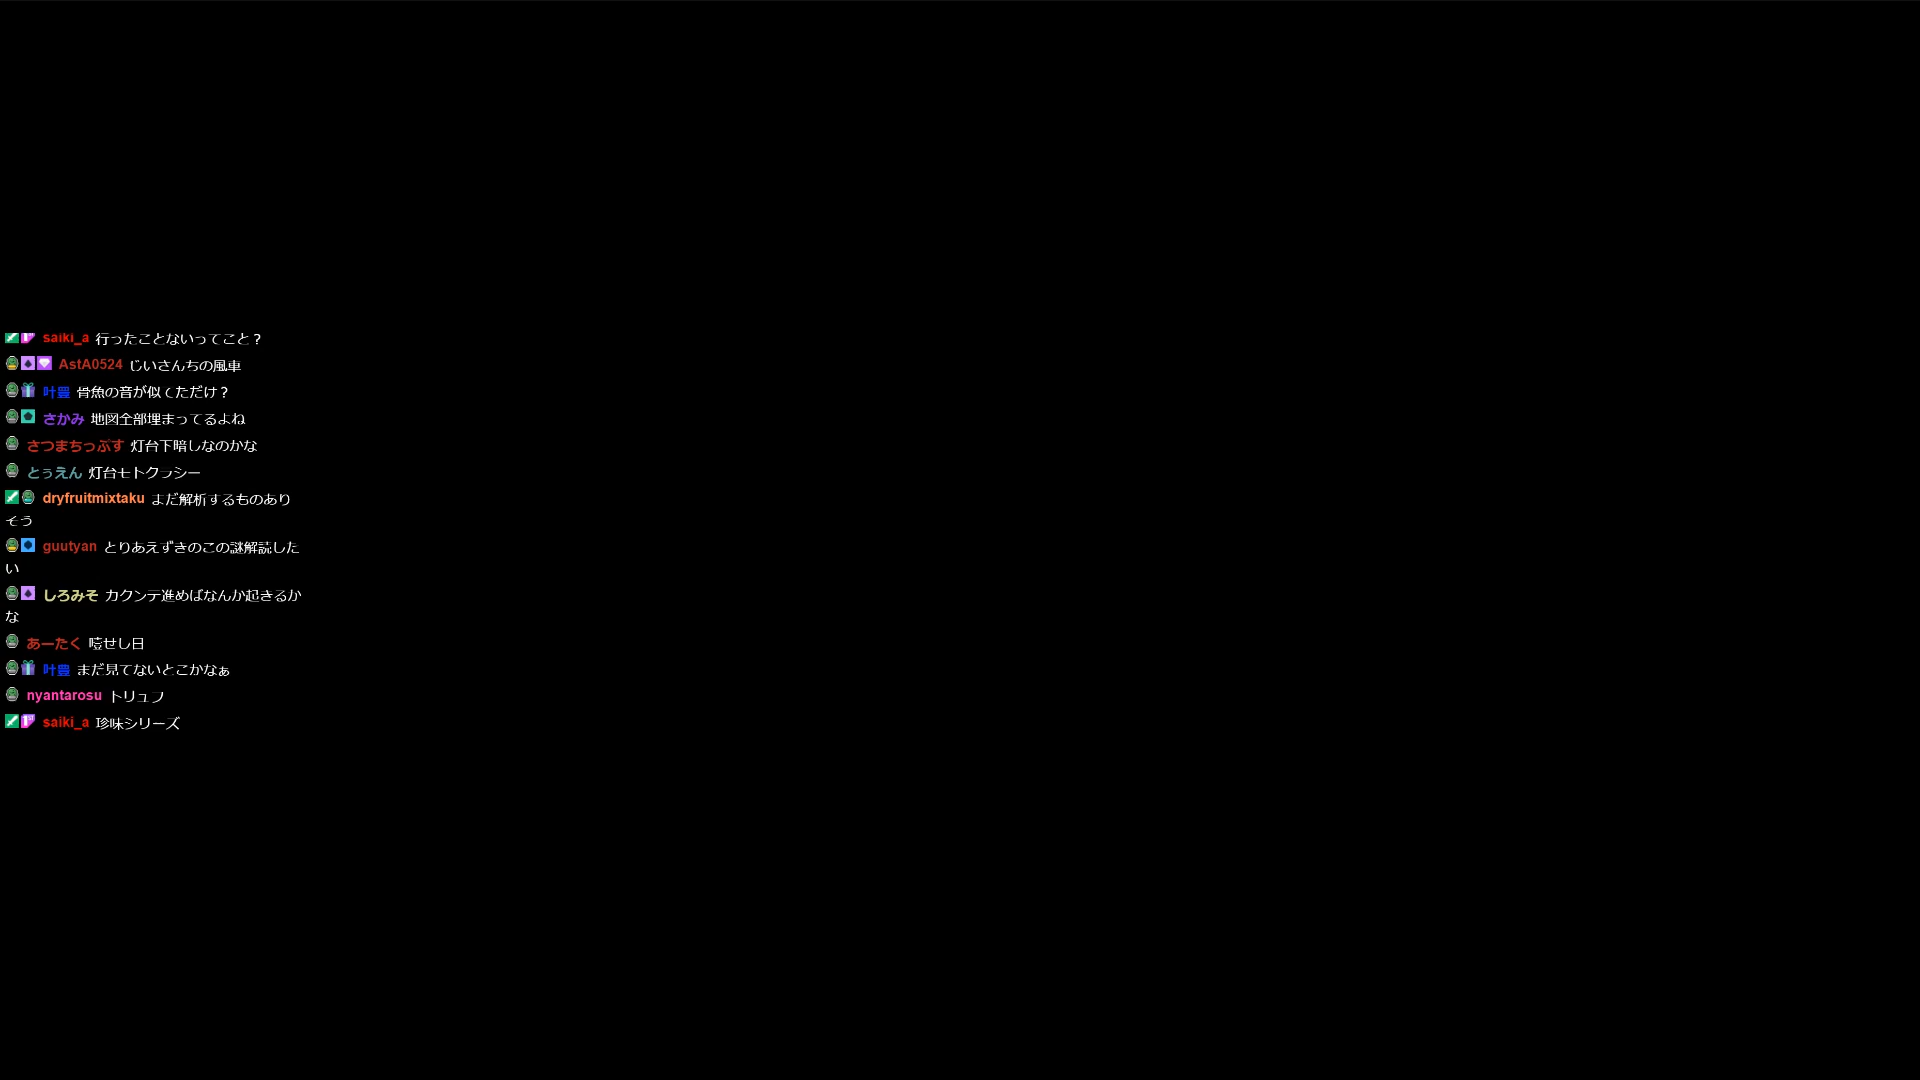 saiki_a 行ったことないってこと？
AstA0524 じいさんちの風車
叶豊 骨魚の音が似てただけ？
さかみ 地図全部埋まってるよね
さつまちっぷす 灯台下暗しなのかな
とぅえん 灯台モトクラシー
dryfruitmixtaku まだ解析するものあり
そう
guutyan とりあえずきのこの謎解読した
い
しろみそ カクンテ進めばなんか起きるか
な
あーたく 曀せし日
叶豊 まだ見てないとこかなぁ
nyantarosu トリュフ
saiki_a 珍味シリーズ